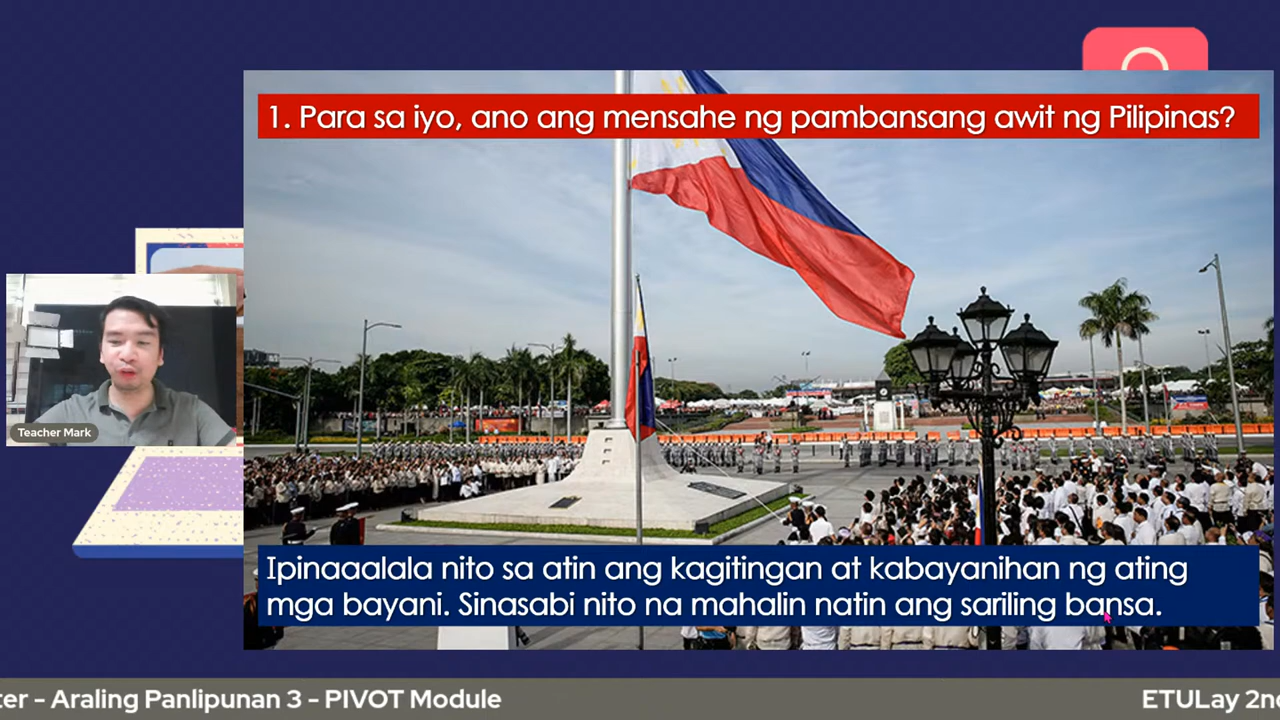 1. Para sa iyo, ano ang mensahe ng pambansang awit ng Pilipinas?
Teacher Mark
Ipinaaalala nito sa atin ang kagitingan at kabayanihan ng ating
mga bayani. Sinasabi nito na mahalin natin ang sariling bansa.
ter - Araling Panlipunan 3 - PIVOT Module
ETULay 2nd